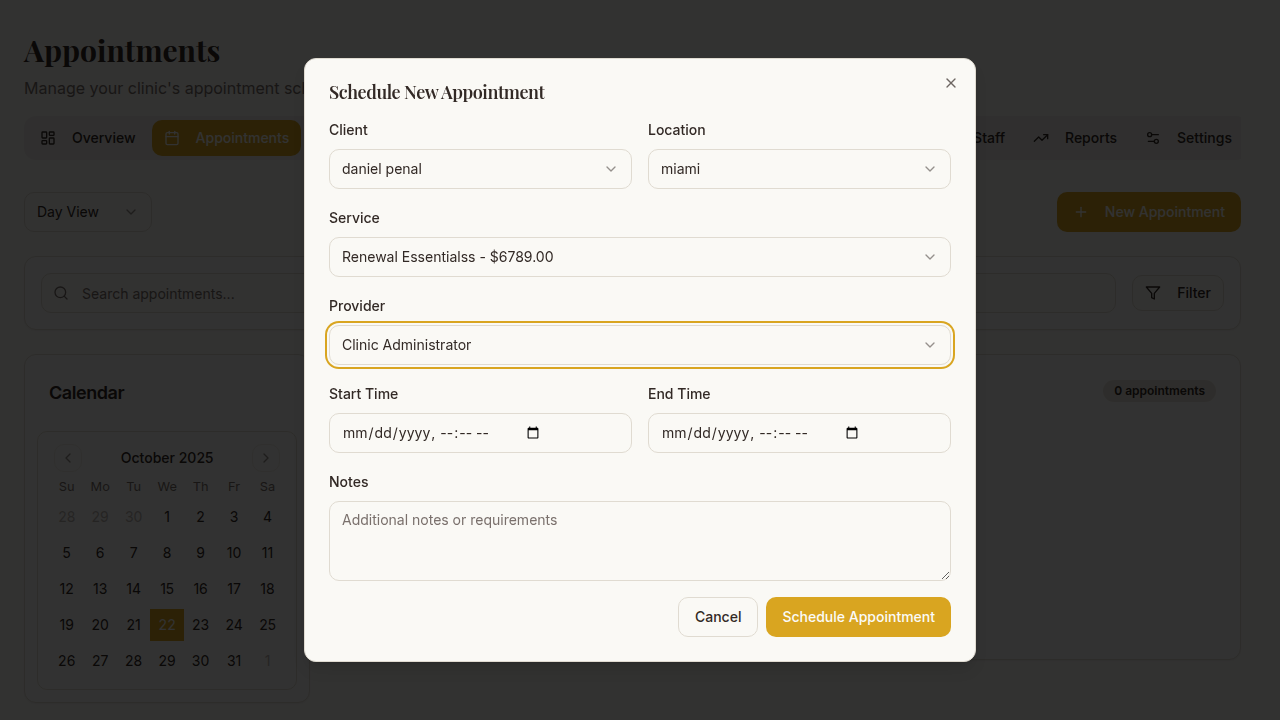 Appointments
Manage your clinic's appointment
Overview
Appointments
Staff
Reports
Settings
Day View
New Appointment
Search appointments...
Filter
Calendar
0 appointments
October 2025
Su Mo Tu We Th Fr Sa
28 29 30 1 2 3 4
5 6 7 8 9 10 11
12 13 14 15 16 17 18
19 20 21 22 23 24 25
26 27 28 29 30 31 1
Schedule New Appointment
Client
Location
daniel penal
miami
Service
Renewal Essentialss - $6789.00
Provider
Clinic Administrator
Start Time
End Time
mm/dd/yyyy, --:-- --
mm/dd/yyyy, --:-- --
Notes
Additional notes or requirements
Cancel
Schedule Appointment